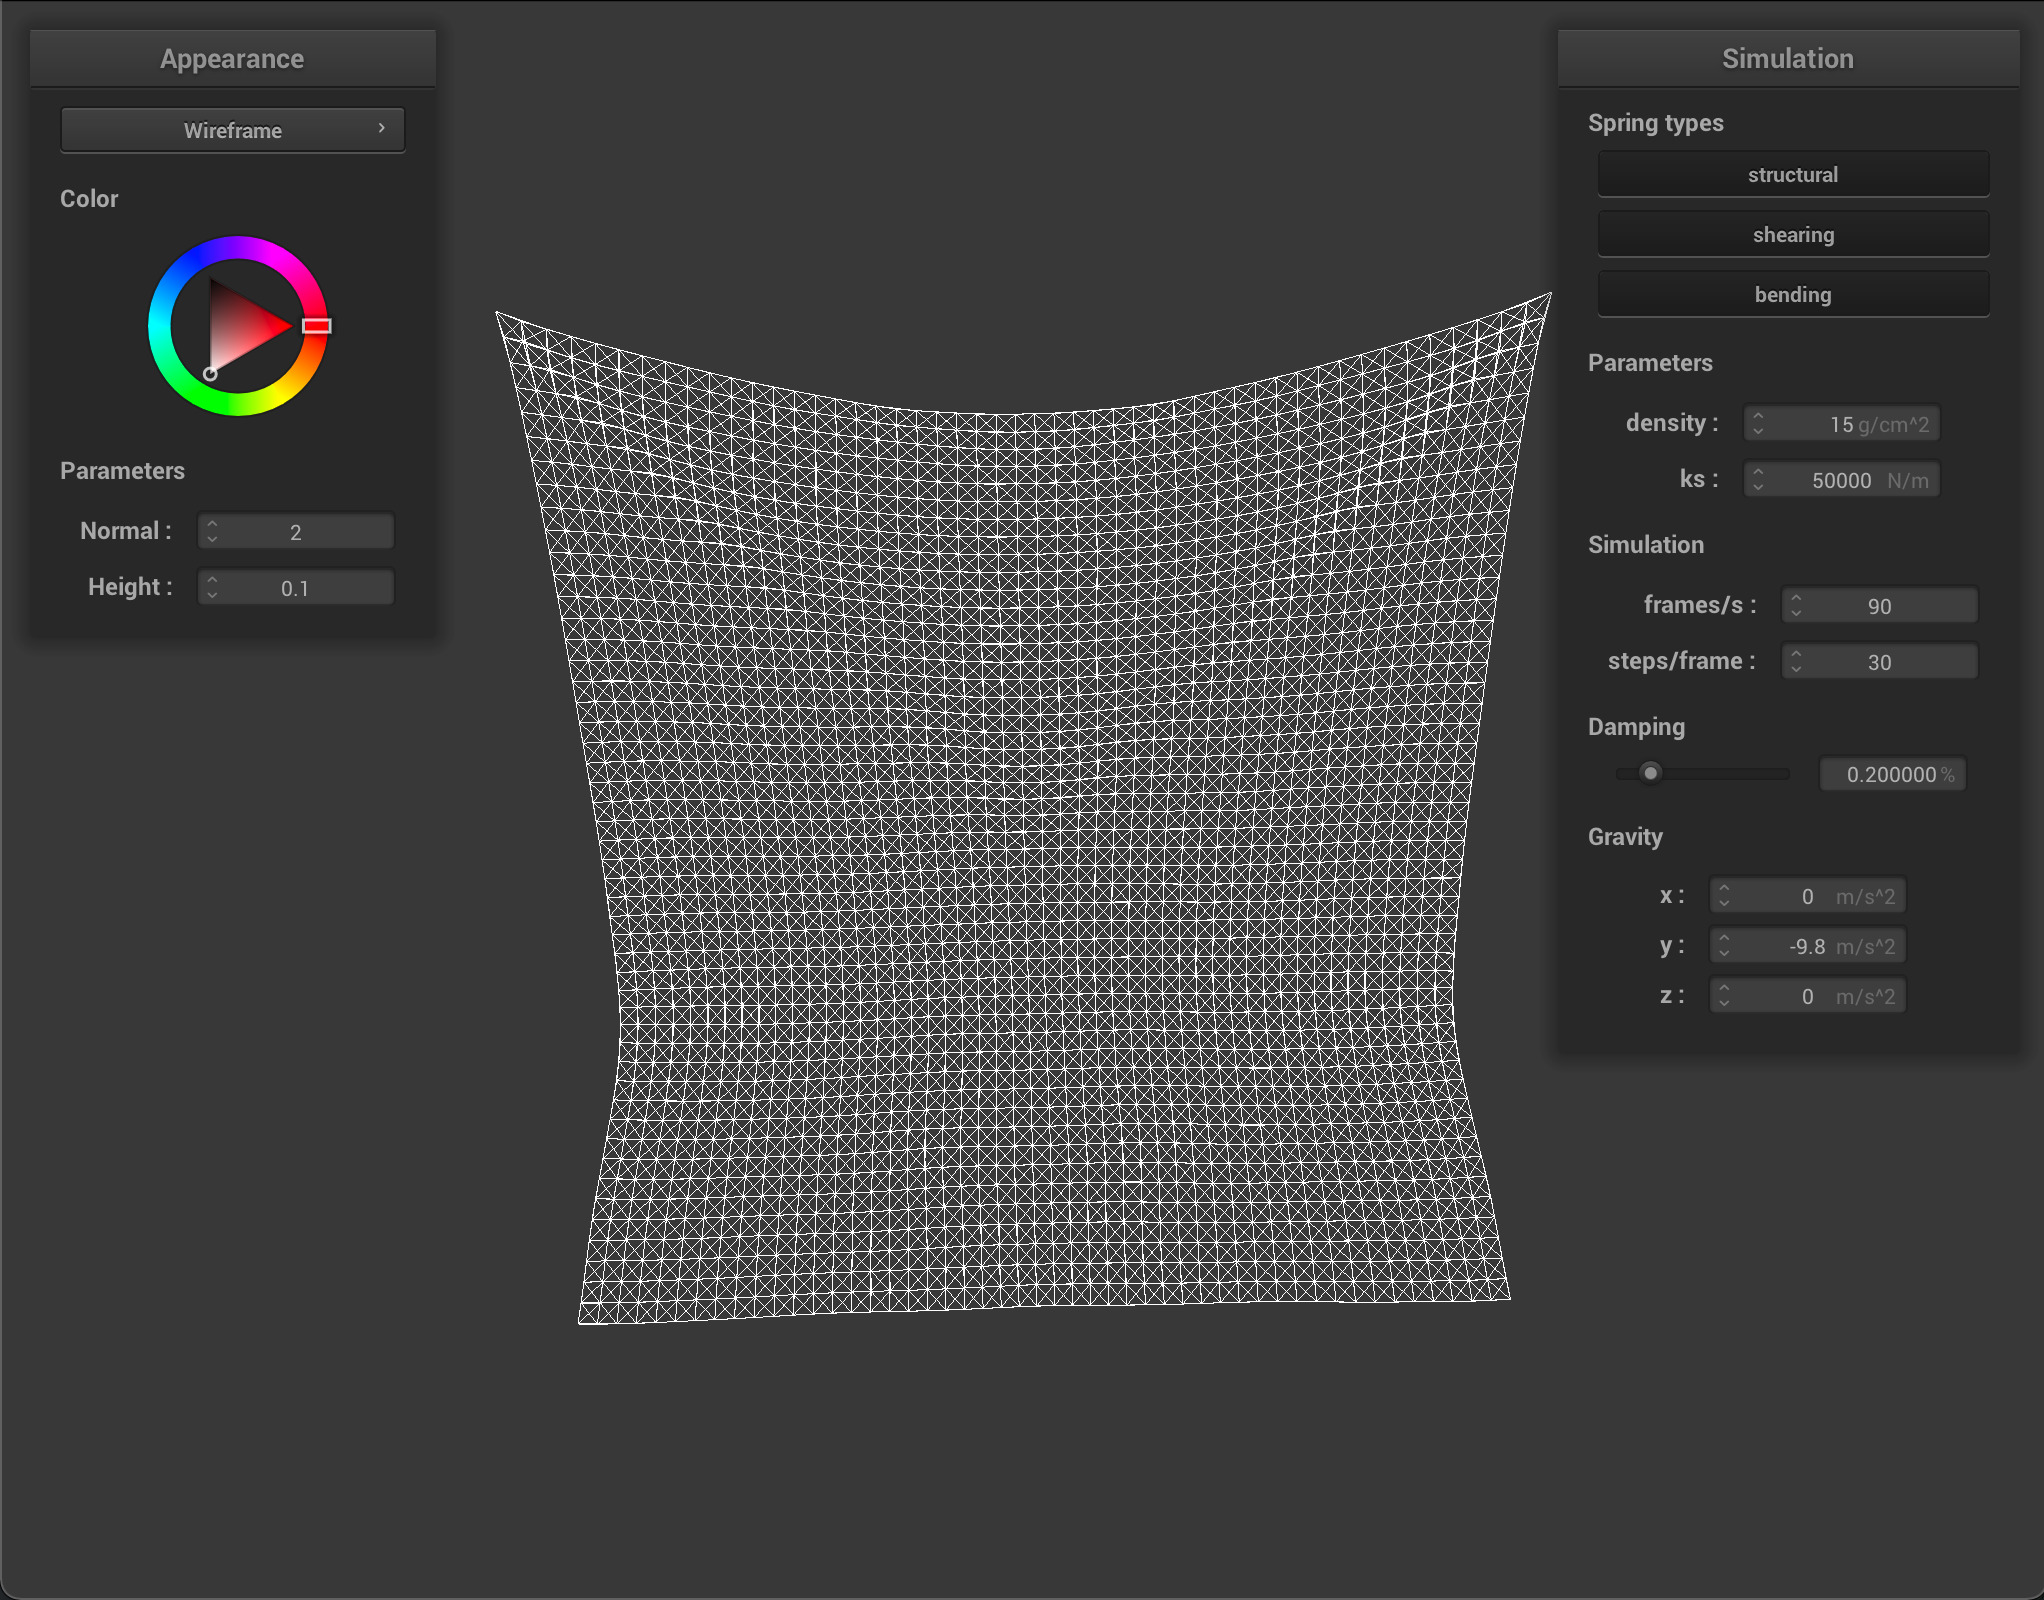 Appearance
Wireframe
Color
Parameters
Normal : 2
Height : 0.1
Simulation
Spring types
structural
shearing
bending
Parameters
density : 15 g/cm^2
ks : 50000 N/m
Simulation
frames/s : 90
steps/frame : 30
Damping
0.200000 %
Gravity
x : 0 m/s^2
y : -9.8 m/s^2
z : 0 m/s^2